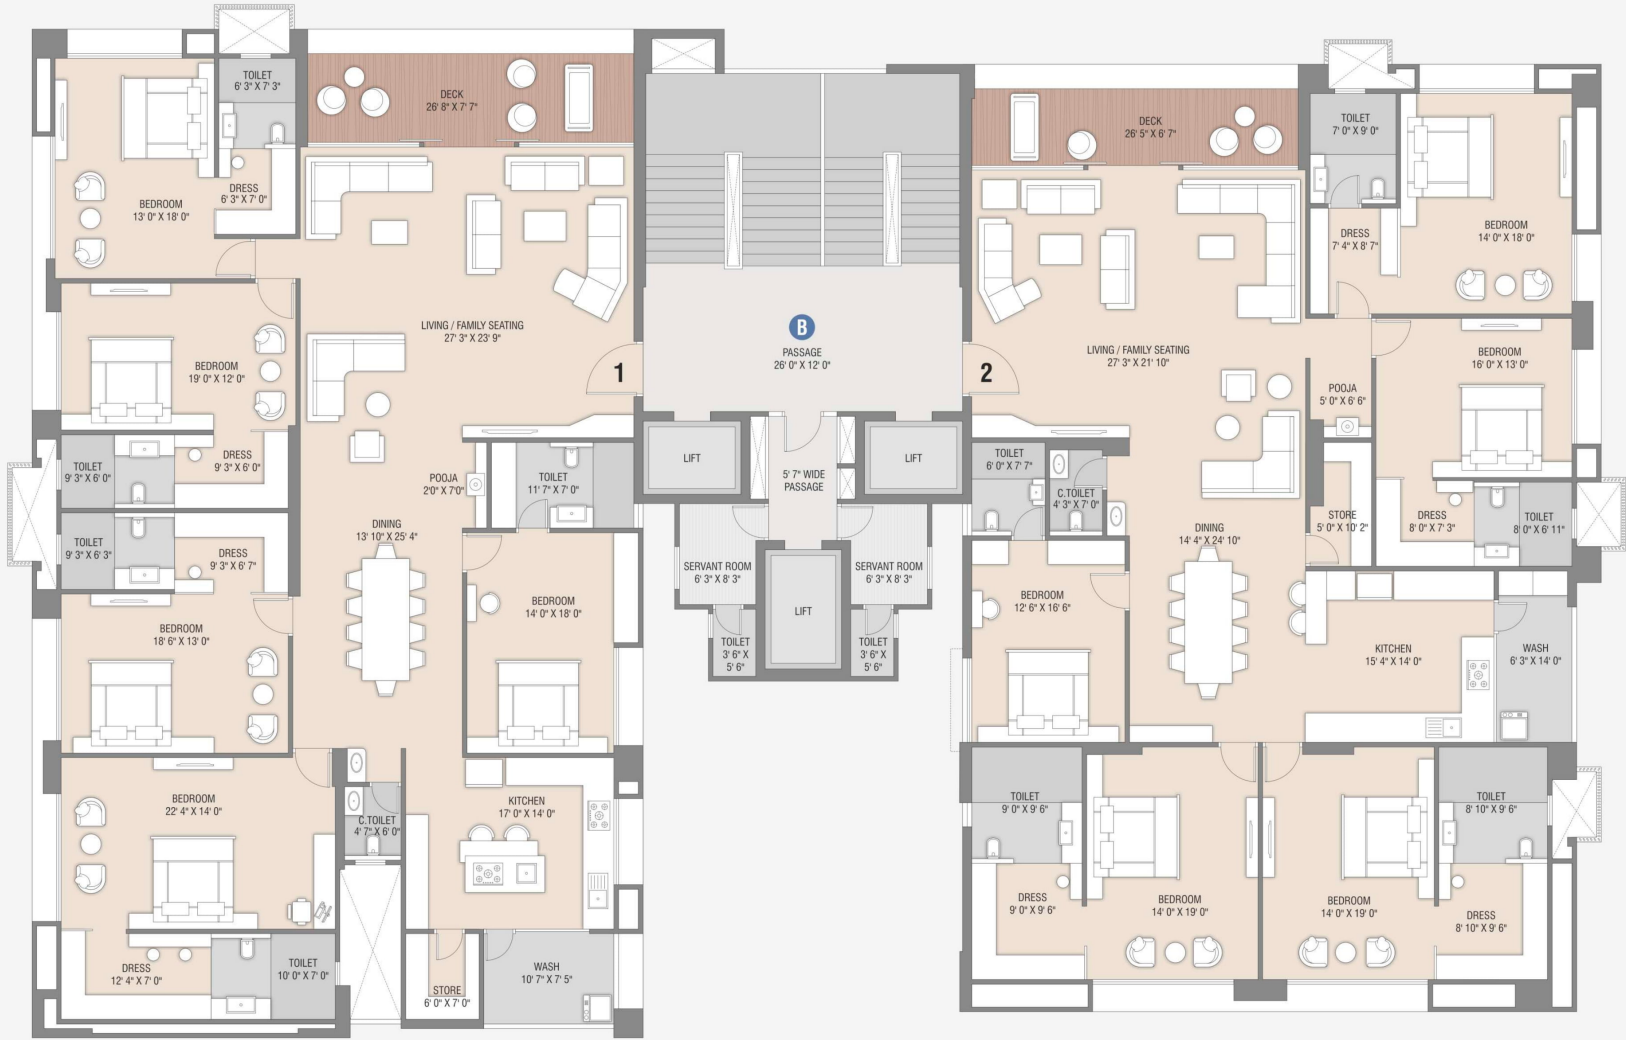 TOILET
6' 3" X 7' 3"
DECK
26' 8" X 7' 7"
DRESS
6' 3" X 7' 0"
BEDROOM
13' 0" X 18' 0"
LIVING / FAMILY SEATING
27' 3" X 23' 9"
BEDROOM
19' 0" X 12' 0"
1
TOILET
9' 3" X 6' 0"
DRESS
9' 3" X 6' 0"
POOJA
2'0" X 7'0"
TOILET
11' 7" X 7' 0"
TOILET
9' 3" X 6' 3"
DRESS
9' 3" X 6' 7"
DINING
13' 10" X 25' 4"
BEDROOM
18' 6" X 13' 0"
BEDROOM
14' 0" X 18' 0"
BEDROOM
22' 4" X 14' 0"
C.TOILET
4' 7" X 6' 0"
KITCHEN
17' 0" X 14' 0"
DRESS
12' 4" X 7' 0"
TOILET
10' 0" X 7' 0"
STORE
6' 0" X 7' 0"
WASH
10' 7" X 7' 5"
B
PASSAGE
26' 0" X 12' 0"
LIFT
5' 7" WIDE
PASSAGE
LIFT
SERVANT ROOM
6' 3" X 8' 3"
SERVANT ROOM
6' 3" X 8' 3"
LIFT
TOILET
3' 6" X
5' 6"
TOILET
3' 6" X
5' 6"
DECK
26' 5" X 6' 7"
TOILET
7' 0" X 9' 0"
DRESS
7' 4" X 8' 7"
BEDROOM
14' 0" X 18' 0"
2
LIVING / FAMILY SEATING
27' 3" X 21' 10"
BEDROOM
16' 0" X 13' 0"
POOJA
5' 0" X 6' 6"
TOILET
6' 0" X 7' 7"
C.TOILET
4' 3" X 7' 0"
DINING
14' 4" X 24' 10"
STORE
5' 0" X 10' 2"
DRESS
8' 0" X 7' 3"
TOILET
8' 0" X 6' 11"
BEDROOM
12' 6" X 16' 6"
KITCHEN
15' 4" X 14' 0"
WASH
6' 3" X 14' 0"
TOILET
9' 0" X 9' 6"
TOILET
8' 10" X 9' 6"
DRESS
9' 0" X 9' 6"
BEDROOM
14' 0" X 19' 0"
BEDROOM
14' 0" X 19' 0"
DRESS
8' 10" X 9' 6"